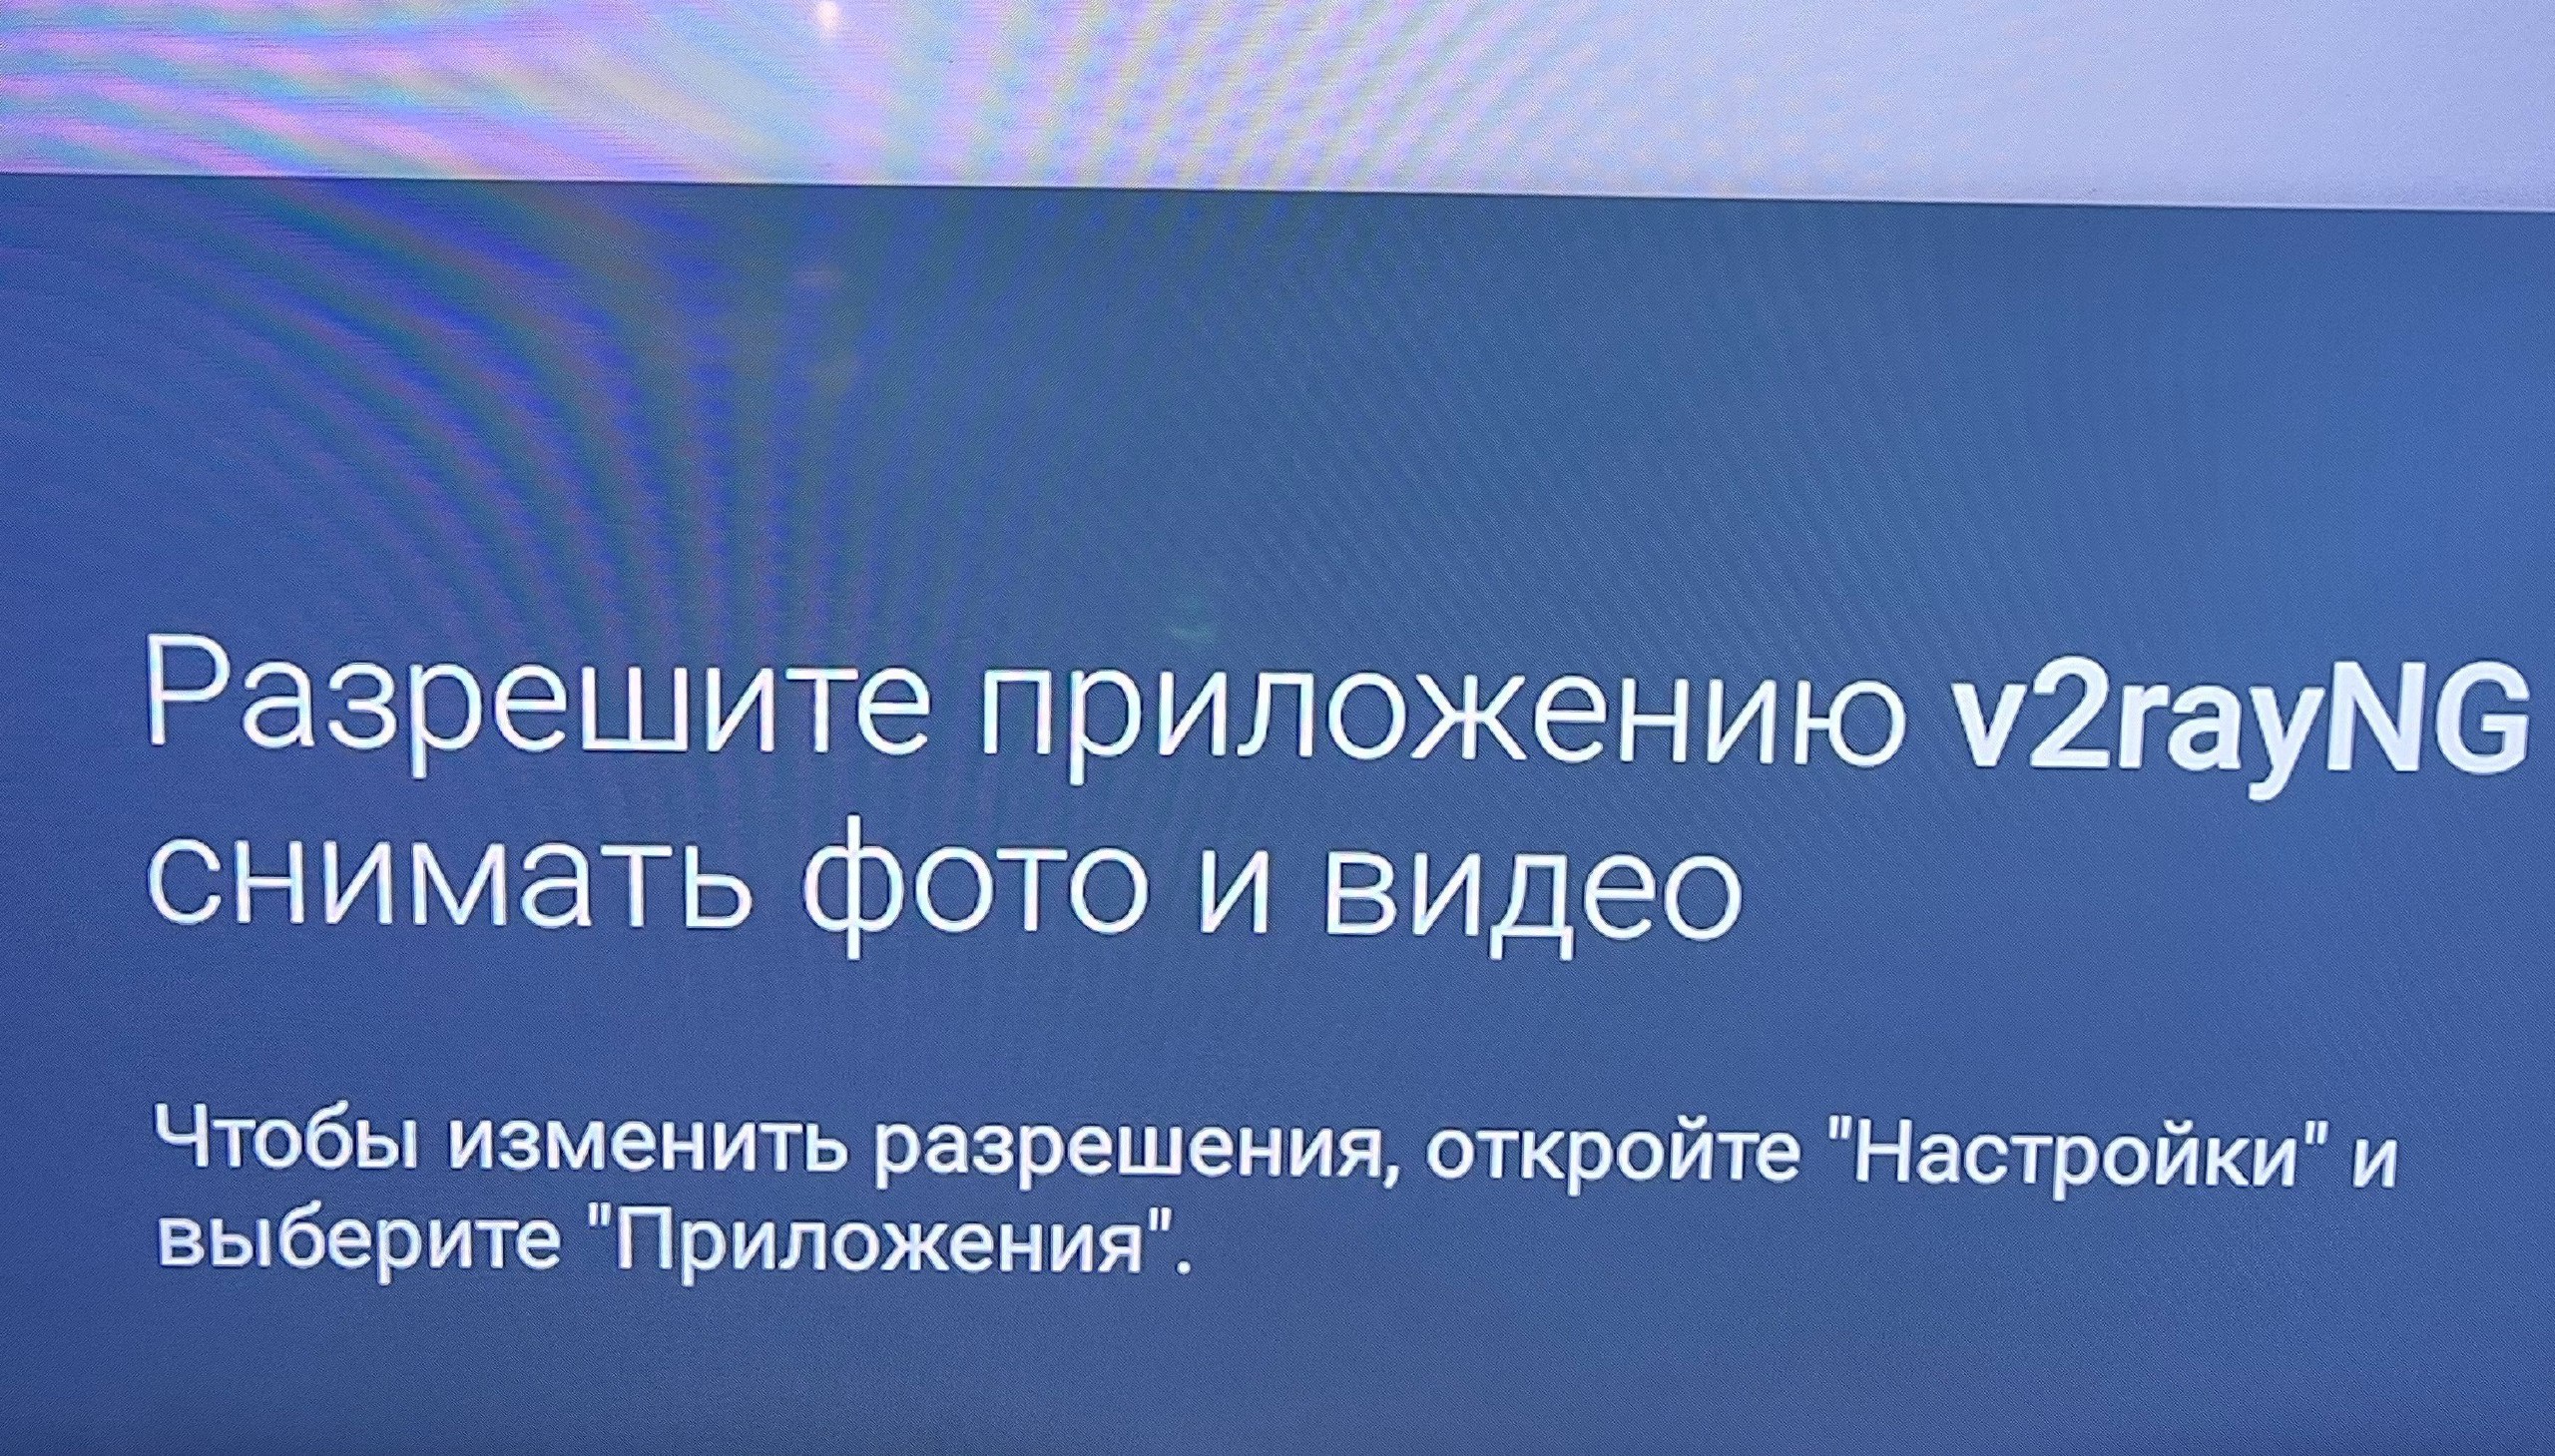 Разрешите приложению v2rayNG
снимать фото и видео
Чтобы изменить разрешения, откройте "Настройки" и
выберите "Приложения".